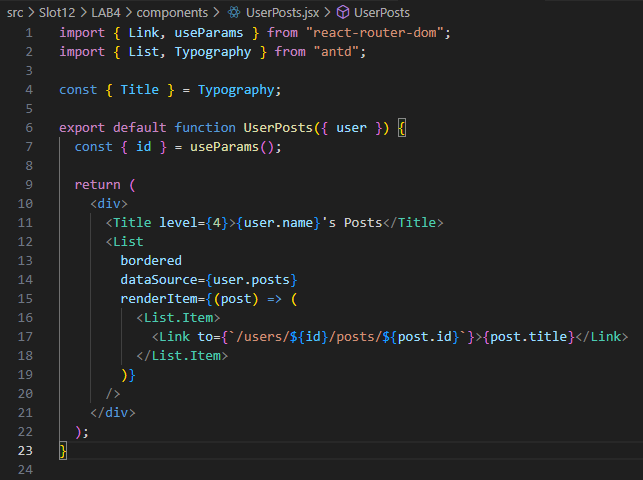 src > Slot12 > LAB4 > components > UserPosts.jsx > UserPosts
1 import { Link, useParams } from "react-router-dom";
2 import { List, Typography } from "antd";
3
4 const { Title } = Typography;
5
6 export default function UserPosts({ user }) {
7   const { id } = useParams();
8
9   return (
10     <div>
11       <Title level={4}>{user.name}'s Posts</Title>
12       <List
13         bordered
14         dataSource={user.posts}
15         renderItem={(post) => (
16           <List.Item>
17             <Link to={`/users/${id}/posts/${post.id}`}>{post.title}</Link>
18           </List.Item>
19         )}
20       />
21     </div>
22   );
23 }
24